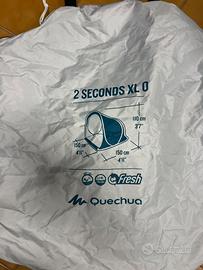 2 SECONDS XL 0
110 cm
3'7"
150 cm
4'11"
150 cm
4'11"
Fresh
Quechua